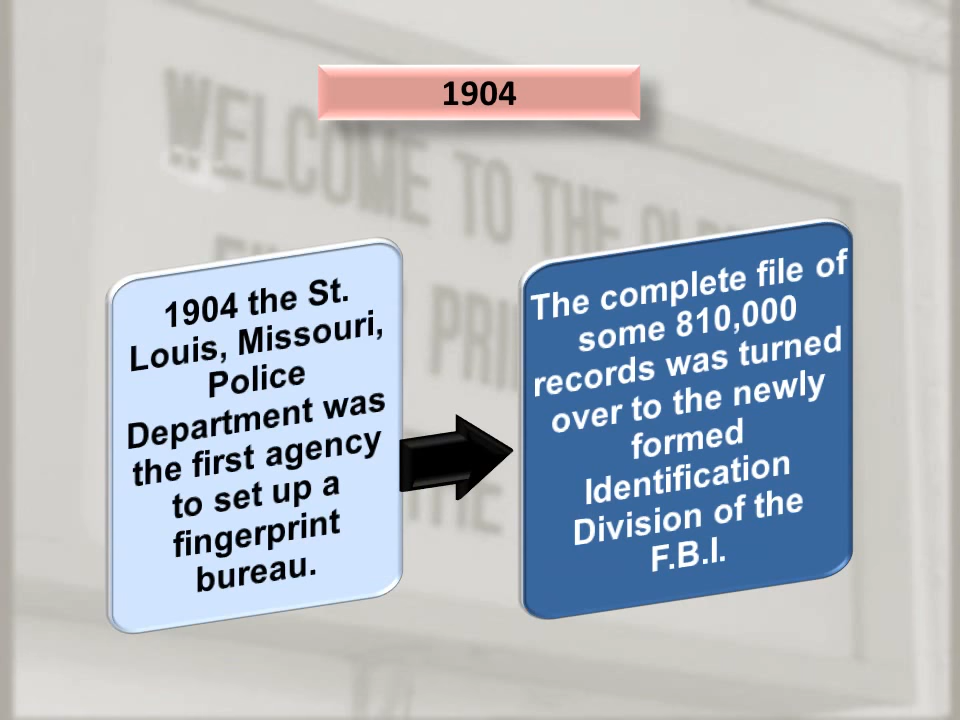 1904
WELCOME TO THE
PRI
THE
1904 the St.
Louis, Missouri,
Police
Department was
the first agency
to set up a
fingerprint
bureau.
The complete file of
some 810,000
records was turned
over to the newly
formed
Identification
Division of the
F.B.I.